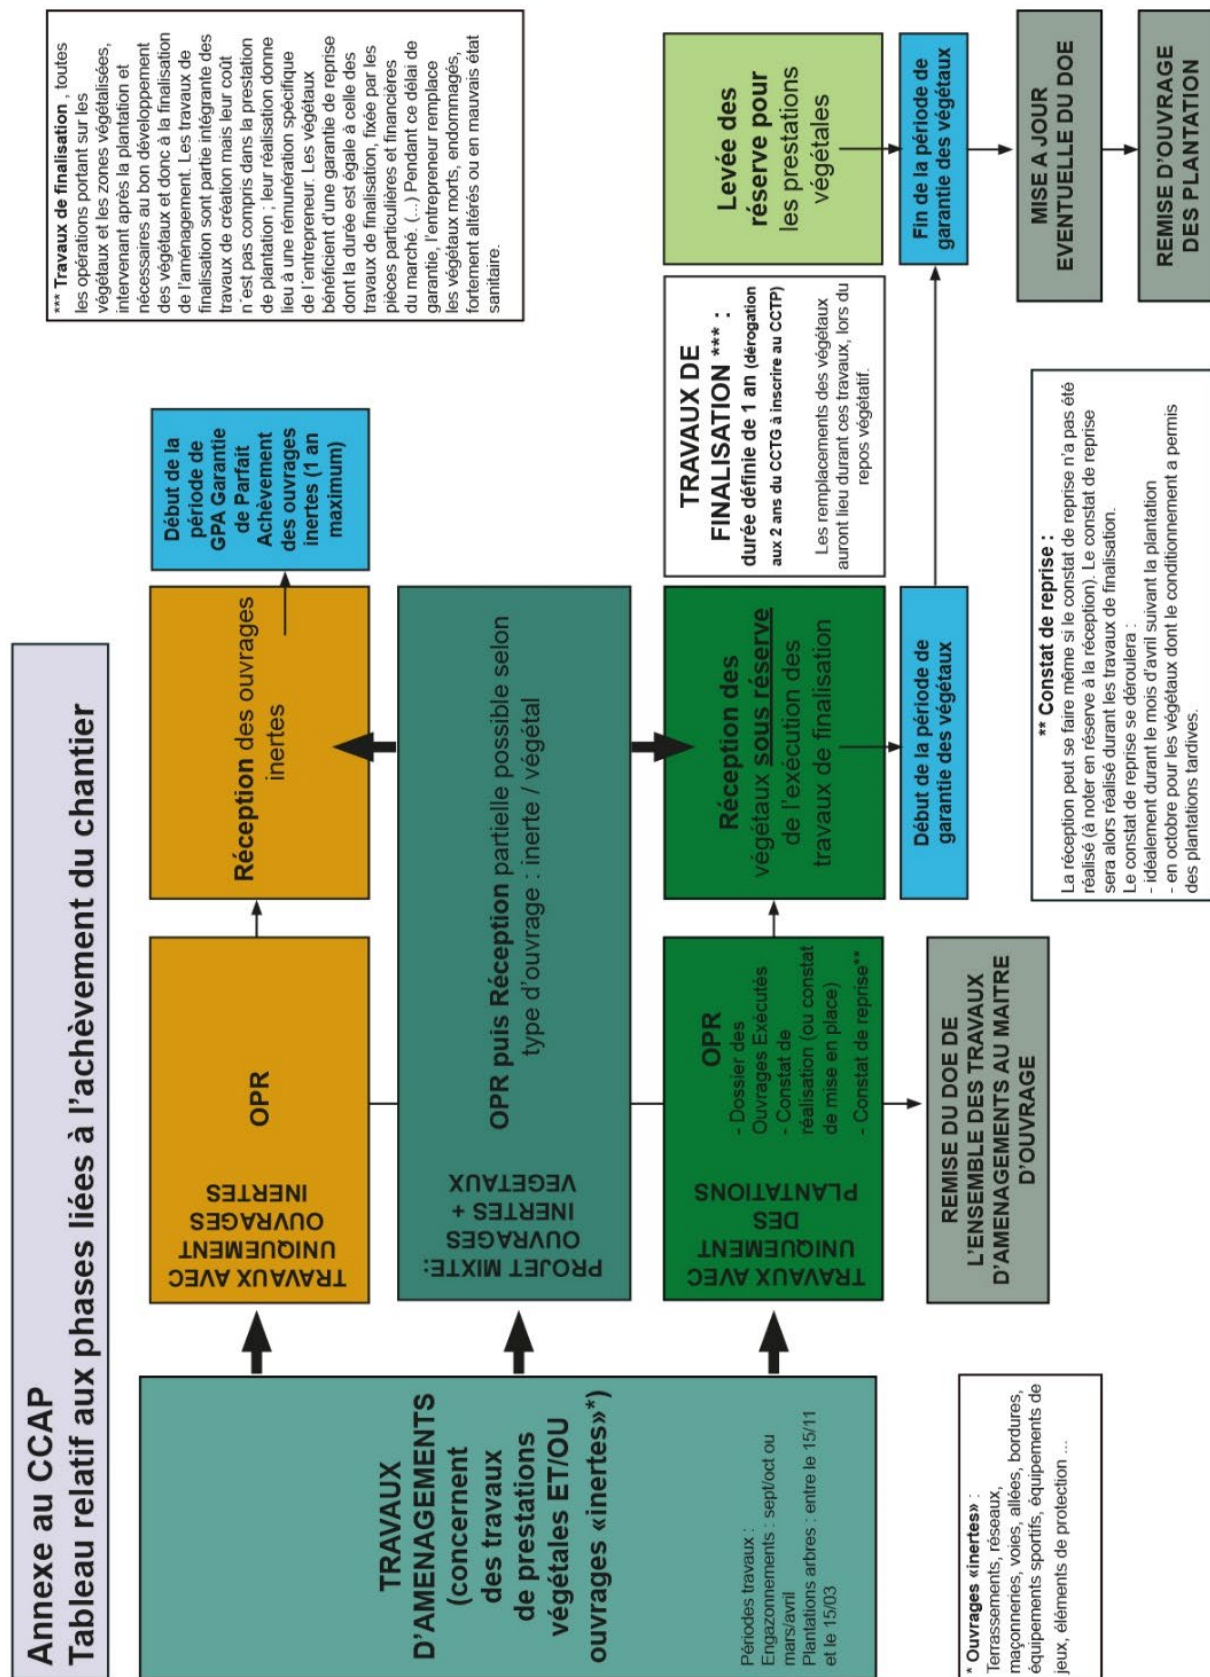 Annexe au CCAP
Tableau relatif aux phases liées à l'achèvement du chantier
TRAVAUX
D'AMENAGEMENTS
(concernent
des travaux
de prestations
végétales ET/OU
ouvrages «inertes»*)
Périodes travaux :
Engazonnements : sept/oct ou
mars/avril
Plantations arbres : entre le 15/11
et le 15/03
* Ouvrages «inertes» :
Terrassements, réseaux,
maçonneries, voies, allées, bordures,
équipements sportifs, équipements de
jeux, éléments de protection ...
TRAVAUX AVEC
UNIQUEMENT
OUVRAGES
INERTES
OPR
Réception des ouvrages
inertes
Début de la
période de
GPA Garantie
de Parfait
Achèvement
des ouvrages
inertes (1 an
maximum)
PROJET MIXTE:
OUVRAGES
INERTES +
VEGETAUX
OPR puis Réception partielle possible selon
type d'ouvrage : inerte / végétal
TRAVAUX AVEC
UNIQUEMENT
DES
PLANTATIONS
OPR
- Dossier des
Ouvrages Exécutés
- Constat de
réalisation (ou constat
de mise en place)
- Constat de reprise**
Réception des
végétaux sous réserve
de l'exécution des
travaux de finalisation
TRAVAUX DE
FINALISATION *** :
durée définie de 1 an (dérogation
aux 2 ans du CCTG à inscrire au CCTP)
Les remplacements des végétaux
auront lieu durant ces travaux, lors du
repos végétatif.
Levée des
réserve pour
les prestations
végétales
Début de la période de
garantie des végétaux
Fin de la période de
garantie des végétaux
REMISE DU DOE DE
L'ENSEMBLE DES TRAVAUX
D'AMENAGEMENTS AU MAITRE
D'OUVRAGE
MISE A JOUR
EVENTUELLE DU DOE
REMISE D'OUVRAGE
DES PLANTATION
** Constat de reprise :
La réception peut se faire même si le constat de reprise n'a pas été
réalisé (à noter en réserve à la réception). Le constat de reprise
sera alors réalisé durant les travaux de finalisation.
Le constat de reprise se déroulera :
- idéalement durant le mois d'avril suivant la plantation
- en octobre pour les végétaux dont le conditionnement a permis
des plantations tardives.
*** Travaux de finalisation , toutes
les opérations portant sur les
végétaux et les zones végétalisées,
intervenant après la plantation et
nécessaires au bon développement
des végétaux et donc à la finalisation
de l'aménagement. Les travaux de
finalisation sont partie intégrante des
travaux de création mais leur coût
n'est pas compris dans la prestation
de plantation ; leur réalisation donne
lieu à une rémunération spécifique
de l'entrepreneur. Les végétaux
bénéficient d'une garantie de reprise
dont la durée est égale à celle des
travaux de finalisation, fixée par les
pièces particulières et financières
du marché. (...) Pendant ce délai de
garantie, l'entrepreneur remplace
les végétaux morts, endommagés,
fortement altérés ou en mauvais état
sanitaire.